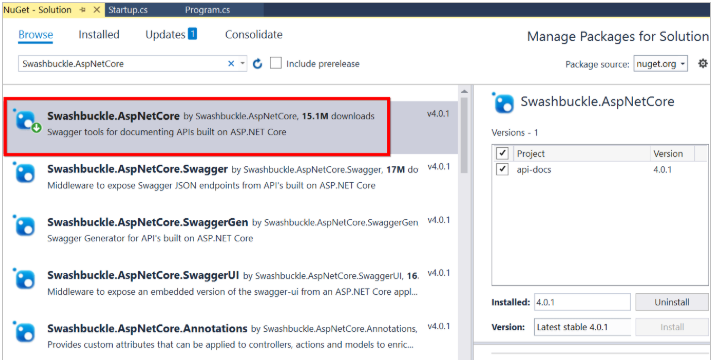 NuGet - Solution
Startup.cs
Program.cs
Browse
Installed
Updates 1
Consolidate
Manage Packages for Solution
Swashbuckle.AspNetCore
Include prerelease
Package source: nuget.org
Swashbuckle.AspNetCore by Swashbuckle.AspNetCore, 15.1M downloads
v4.0.1
Swagger tools for documenting APIs built on ASP.NET Core
Swashbuckle.AspNetCore.Swagger by Swashbuckle.AspNetCore.Swagger, 17M do
v4.0.1
Middleware to expose Swagger JSON endpoints from API's built on ASP.NET Core
Swashbuckle.AspNetCore.SwaggerGen by Swashbuckle.AspNetCore.SwaggerGen
v4.0.1
Swagger Generator for API's built on ASP.NET Core
Swashbuckle.AspNetCore.SwaggerUI by Swashbuckle.AspNetCore.SwaggerUI, 16.
v4.0.1
Middleware to expose an embedded version of the swagger-ui from an ASP.NET Core appl...
Swashbuckle.AspNetCore.Annotations by Swashbuckle.AspNetCore.Annotations,
v4.0.1
Provides custom attributes that can be applied to controllers, actions and models to enric...
Swashbuckle.AspNetCore
Versions - 1
Project
Version
api-docs
4.0.1
Installed: 4.0.1
Uninstall
Version: Latest stable 4.0.1
Install